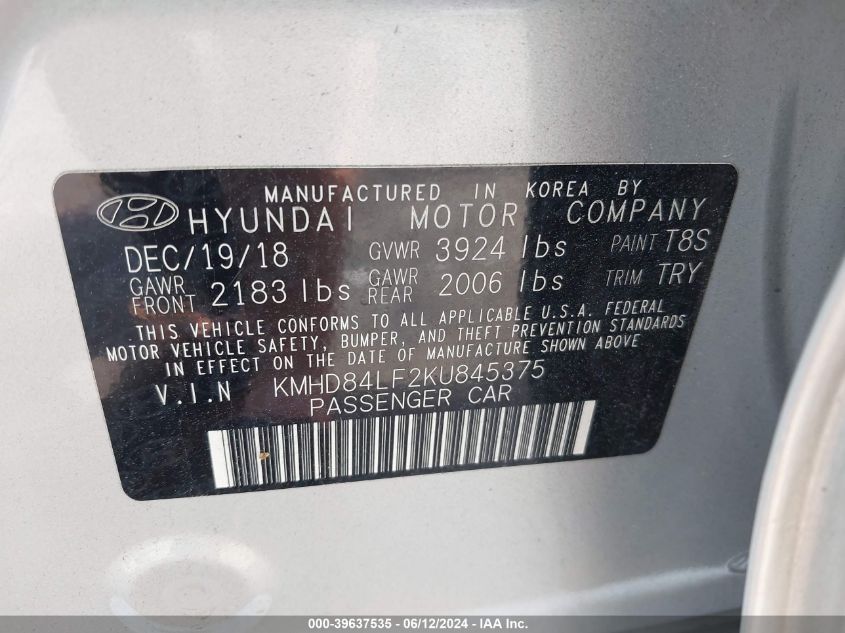 MANUFACTURED IN KOREA BY
HYUNDAI MOTOR COMPANY
DEC/19/18 GVWR 3924 lbs PAINT T8S
GAWR FRONT 2183 lbs GAWR REAR 2006 lbs TRIM TRY
THIS VEHICLE CONFORMS TO ALL APPLICABLE U.S.A. FEDERAL
MOTOR VEHICLE SAFETY, BUMPER, AND THEFT PREVENTION STANDARDS
IN EFFECT ON THE DATE OF MANUFACTURE SHOWN ABOVE.
V.I.N KMHD84LF2KU845375
PASSENGER CAR
000-39637535 - 06/12/2024 - IAA Inc.